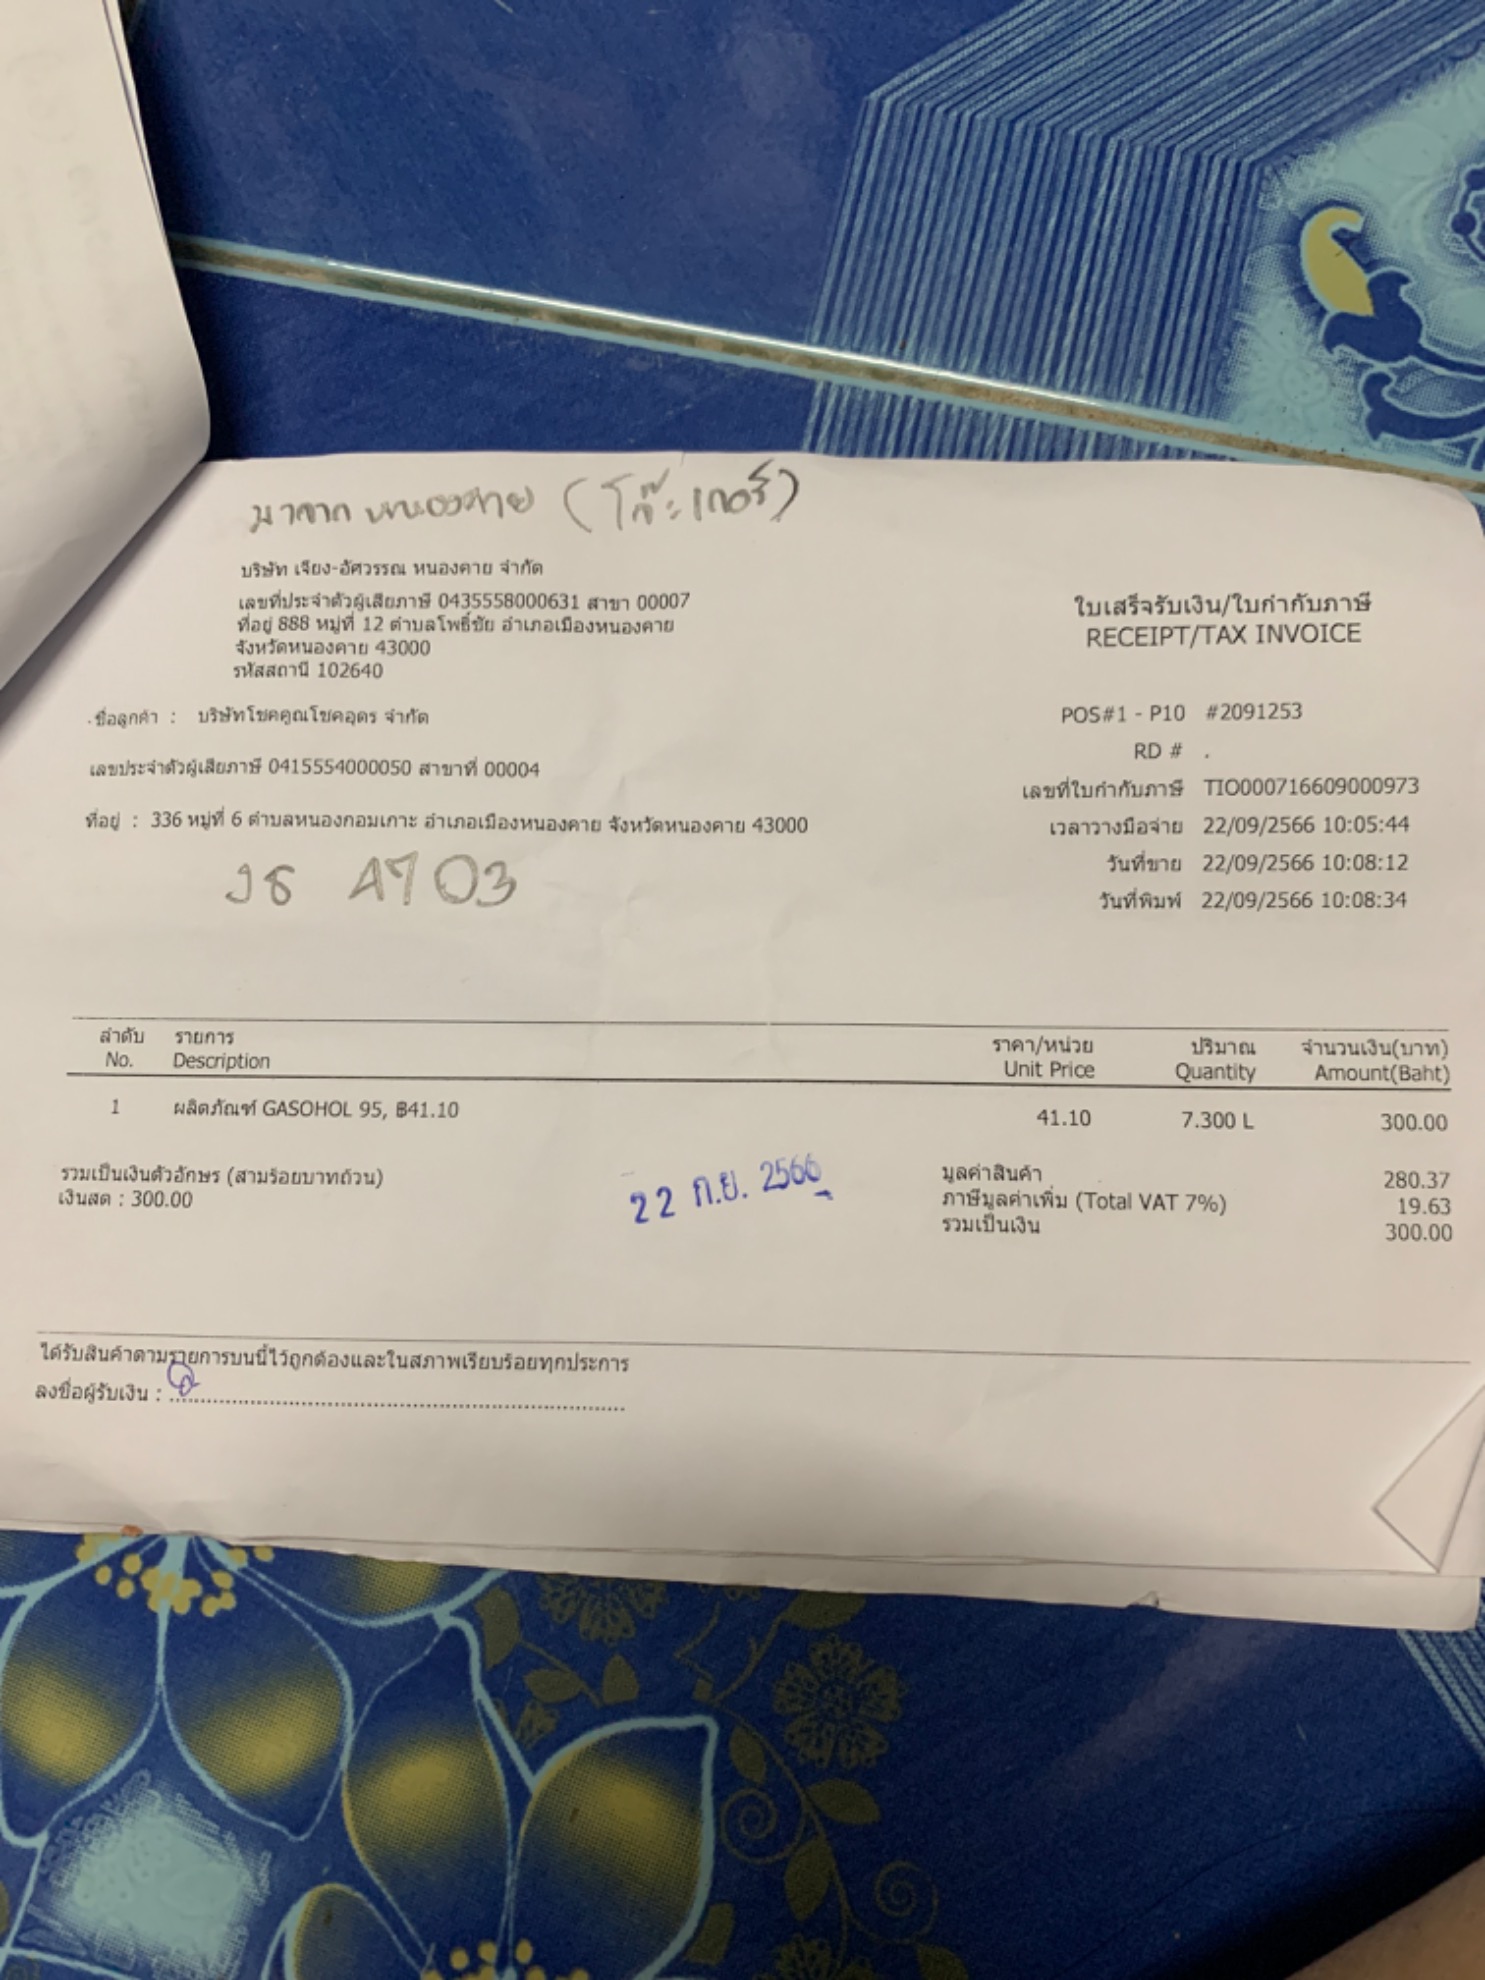 มาจาก หนองคาย (โจ๊ะเกอร์)
บริษัท เจียง-อัศวรรณ หนองคาย จำกัด
เลขที่ประจำตัวผู้เสียภาษี 0435558000631 สาขา 00007
ที่อยู่ 888 หมู่ที่ 12 ตำบลโพธิ์ชัย อำเภอเมืองหนองคาย
จังหวัดหนองคาย 43000
รหัสสถานี 102640
ใบเสร็จรับเงิน/ใบกำกับภาษี
RECEIPT/TAX INVOICE
ชื่อลูกค้า : บริษัทโชคคูณโชคอุดร จำกัด
เลขประจำตัวผู้เสียภาษี 0415554000050 สาขาที่ 00004
ที่อยู่ : 336 หมู่ที่ 6 ตำบลหนองกอมเกาะ อำเภอเมืองหนองคาย จังหวัดหนองคาย 43000
POS#1 - P10 #2091253
RD # .
เลขที่ใบกำกับภาษี TIO000716609000973
เวลาวางมือจ่าย 22/09/2566 10:05:44
วันที่ขาย 22/09/2566 10:08:12
วันที่พิมพ์ 22/09/2566 10:08:34
ลำดับ รายการ ราคา/หน่วย ปริมาณ จำนวนเงิน(บาท)
No. Description Unit Price Quantity Amount(Baht)
1 ผลิตภัณฑ์ GASOHOL 95, ฿41.10 41.10 7.300 L 300.00
รวมเป็นเงินตัวอักษร (สามร้อยบาทถ้วน)
เงินสด : 300.00
22 ก.ย. 2566
มูลค่าสินค้า 280.37
ภาษีมูลค่าเพิ่ม (Total VAT 7%) 19.63
รวมเป็นเงิน 300.00
ได้รับสินค้าตามรายการบนนี้ไว้ถูกต้องและในสภาพเรียบร้อยทุกประการ
ลงชื่อผู้รับเงิน :